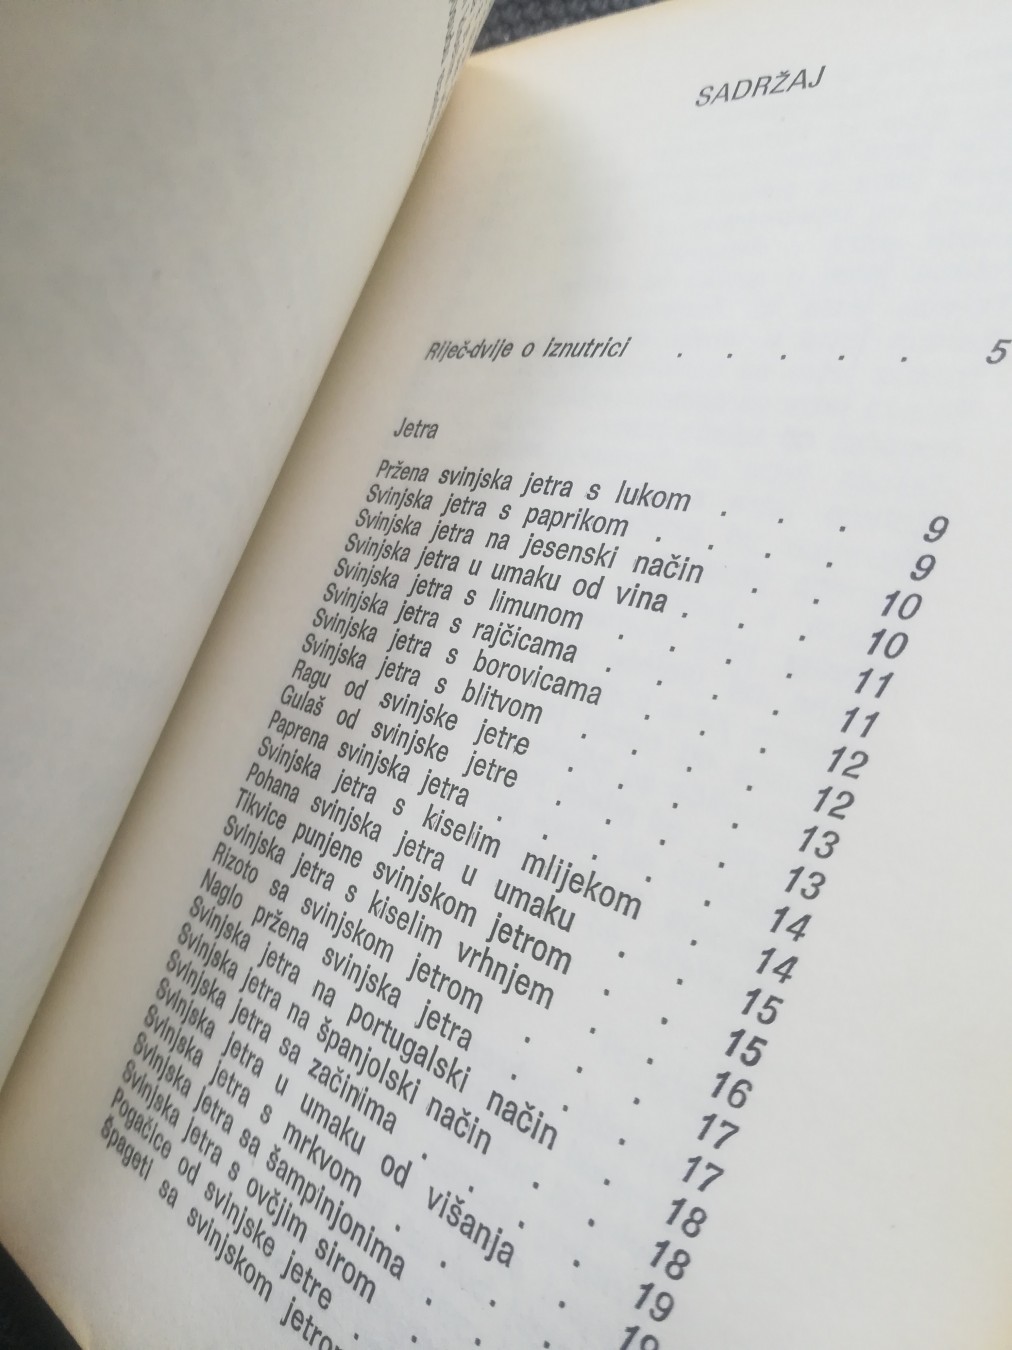 SADRŽAJ
Riječ-dvije o iznutrici . . . . . 5
Jetra
Pržena svinjska jetra s lukom . . . 9
Svinjska jetra s paprikom . . . . 9
Svinjska jetra na jesenski način . . 10
Svinjska jetra u umaku od vina . . . 10
Svinjska jetra s limunom . . . . 11
Svinjska jetra s rajčicama . . . . 11
Svinjska jetra s borovicama . . . 12
Svinjska jetra s blitvom . . . . 12
Ragu od svinjske jetre . . . . 13
Gulaš od svinjske jetre . . . . 13
Paprena svinjska jetra . . . . . 14
Svinjska jetra s kiselim mlijekom . . 14
Pohana svinjska jetra u umaku . . 15
Tikvice punjene svinjskom jetrom . . 15
Svinjska jetra s kiselim vrhnjem . . 16
Rizoto sa svinjskom jetrom . . . 17
Naglo pržena svinjska jetra . . . 17
Svinjska jetra na portugalski način . . 18
Svinjska jetra na španjolski način . . 18
Svinjska jetra sa začinima . . . . 19
Svinjska jetra u umaku od višanja . 19
Svinjska jetra s mrkvom . . . .
Svinjska jetra sa šampinjonima . . .
Svinjska jetra s ovčjim sirom . . .
Pogačice od svinjske jetre . . . .
Špageti sa svinjskom